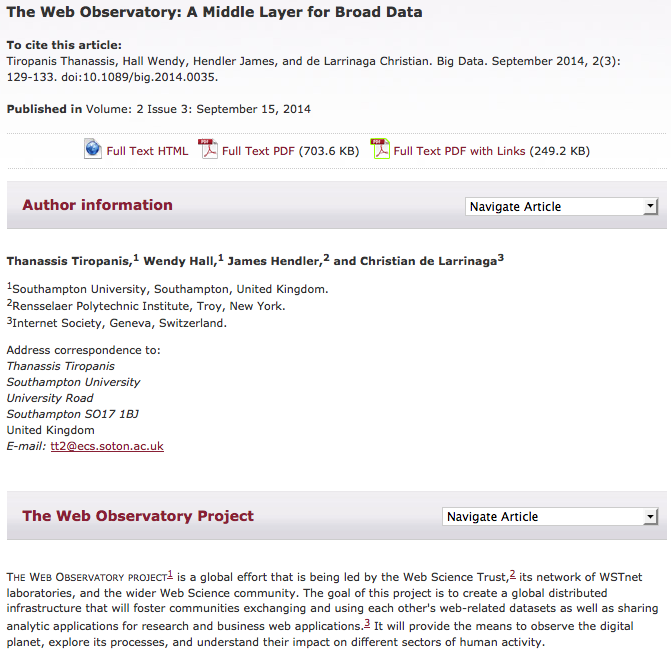 The Web Observatory: A Middle Layer for Broad Data
To cite this article:
Tiropanis Thanassis, Hall Wendy, Hendler James, and de Larrinaga Christian. Big Data. September 2014, 2(3):
129-133. doi:10.1089/big.2014.0035.
Published in Volume: 2 Issue 3: September 15, 2014
Full Text HTML Full Text PDF (703.6 KB) Full Text PDF with Links (249.2 KB)
Author information Navigate Article
Thanassis Tiropanis,1 Wendy Hall,1 James Hendler,2 and Christian de Larrinaga3
1Southampton University, Southampton, United Kingdom.
2Rensselaer Polytechnic Institute, Troy, New York.
3Internet Society, Geneva, Switzerland.
Address correspondence to:
Thanassis Tiropanis
Southampton University
University Road
Southampton SO17 1BJ
United Kingdom
E-mail: tt2@ecs.soton.ac.uk
The Web Observatory Project Navigate Article
The Web Observatory project1 is a global effort that is being led by the Web Science Trust,2 its network of WSTnet
laboratories, and the wider Web Science community. The goal of this project is to create a global distributed
infrastructure that will foster communities exchanging and using each other's web-related datasets as well as sharing
analytic applications for research and business web applications.3 It will provide the means to observe the digital
planet, explore its processes, and understand their impact on different sectors of human activity.